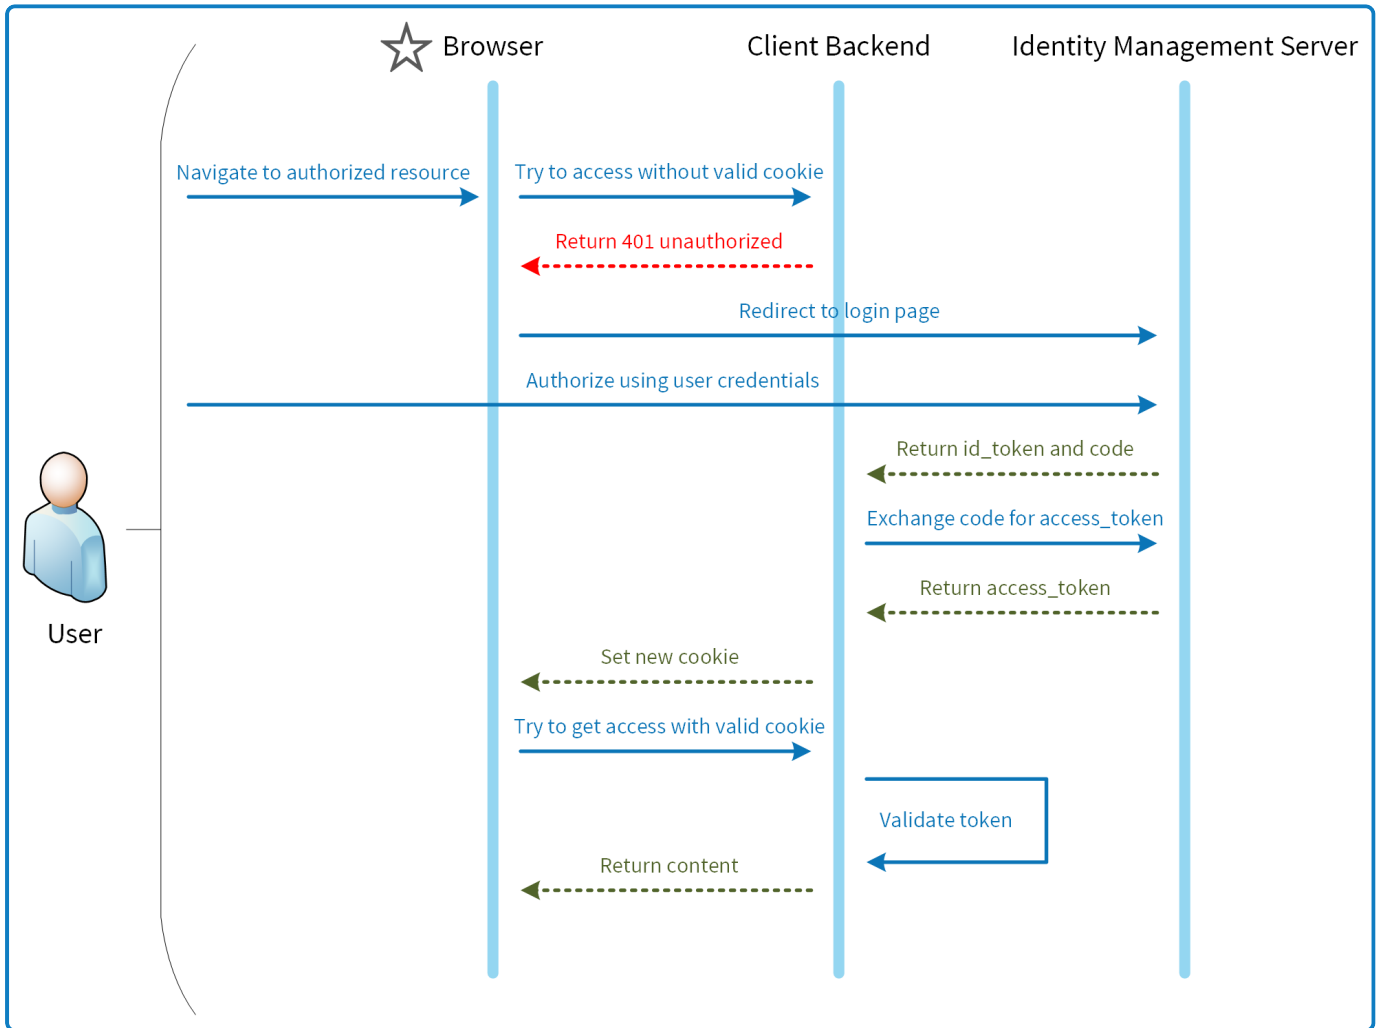 Browser
Client Backend
Identity Management Server
Navigate to authorized resource
Try to access without valid cookie
Return 401 unauthorized
Redirect to login page
Authorize using user credentials
Return id_token and code
Exchange code for access_token
Return access_token
User
Set new cookie
Try to get access with valid cookie
Validate token
Return content